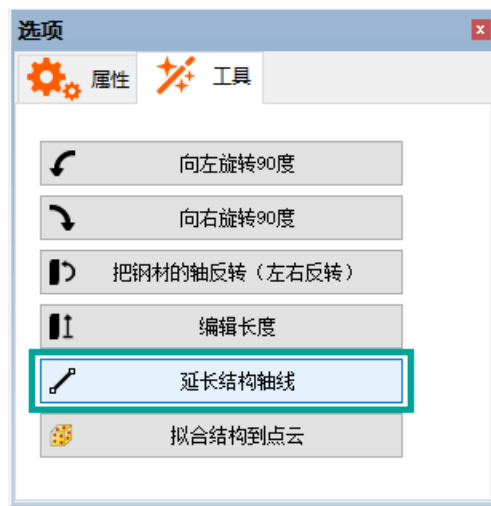 选项
属性
工具
向左旋转90度
向右旋转90度
把钢材的轴反转（左右反转）
编辑长度
延长结构轴线
拟合结构到点云